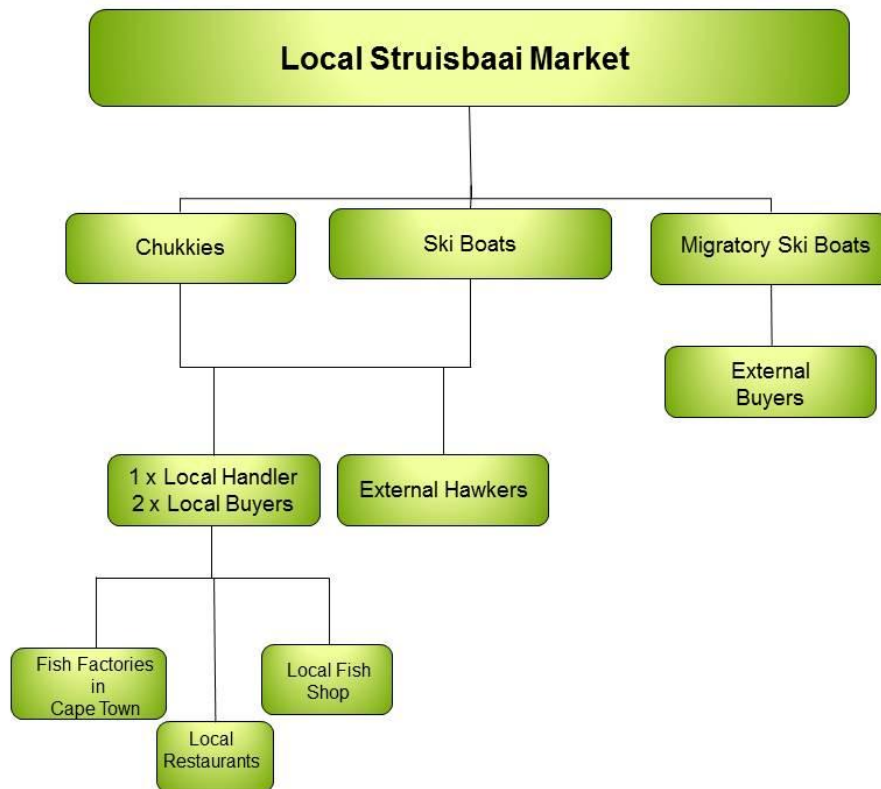 Local Struisbaai Market
Chukkies
Ski Boats
Migratory Ski Boats
External
Buyers
1 x Local Handler
2 x Local Buyers
External Hawkers
Fish Factories
in
Cape Town
Local
Restaurants
Local Fish
Shop